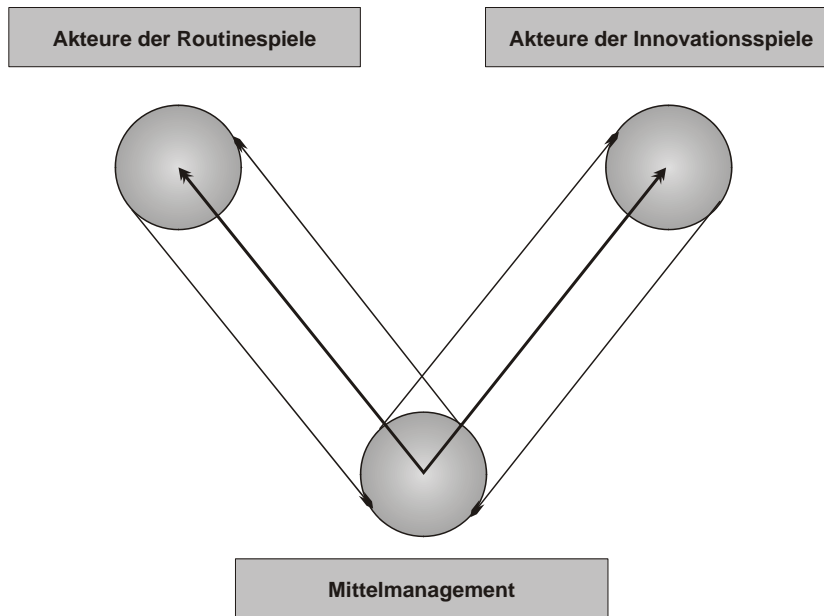 Akteure der Routinespiele
Akteure der Innovationsspiele
Mittelmanagement